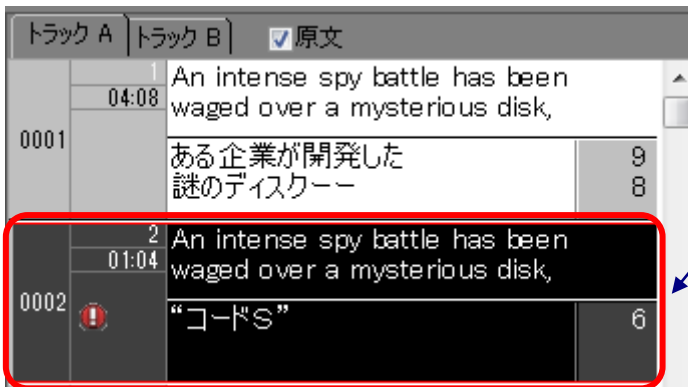 トラック A トラック B 原文
0001
1
04:08
An intense spy battle has been
waged over a mysterious disk,
ある企業が開発した 9
謎のディスクーー 8
0002
2
01:04
An intense spy battle has been
waged over a mysterious disk,
“コードS” 6